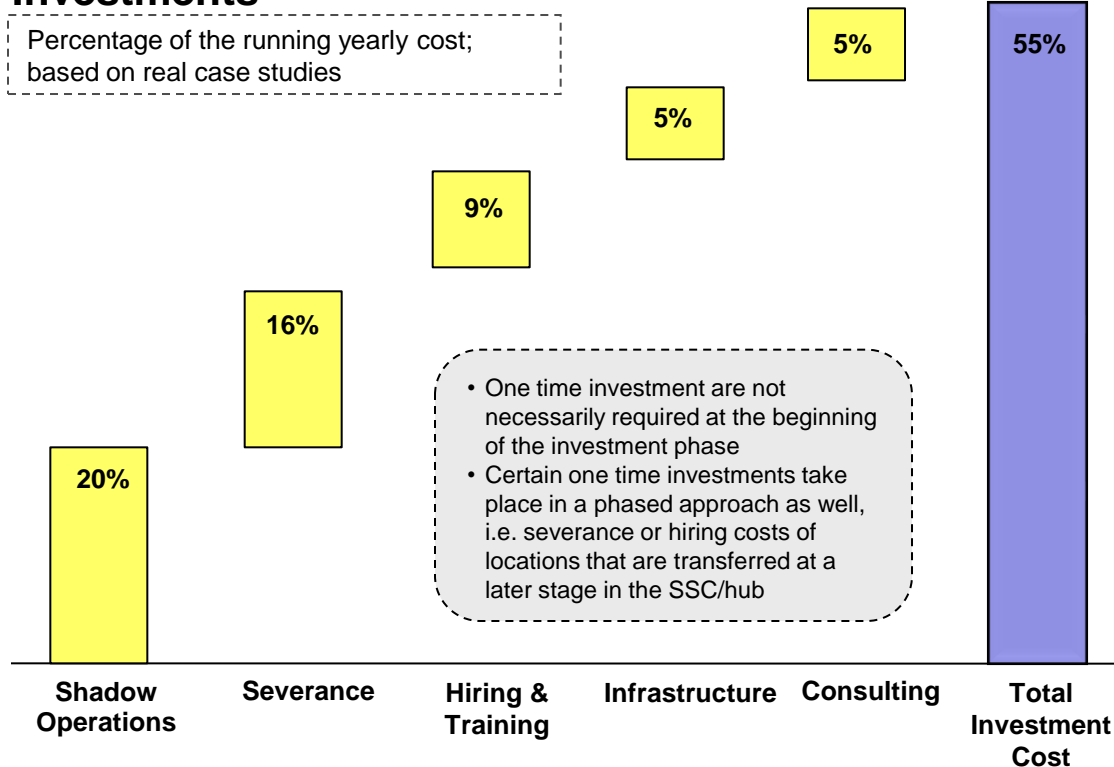 Investments
Percentage of the running yearly cost;
based on real case studies
5%
55%
5%
9%
16%
20%
• One time investment are not
necessarily required at the beginning
of the investment phase
• Certain one time investments take
place in a phased approach as well,
i.e. severance or hiring costs of
locations that are transferred at a
later stage in the SSC/hub
Shadow
Operations
Severance
Hiring &
Training
Infrastructure
Consulting
Total
Investment
Cost